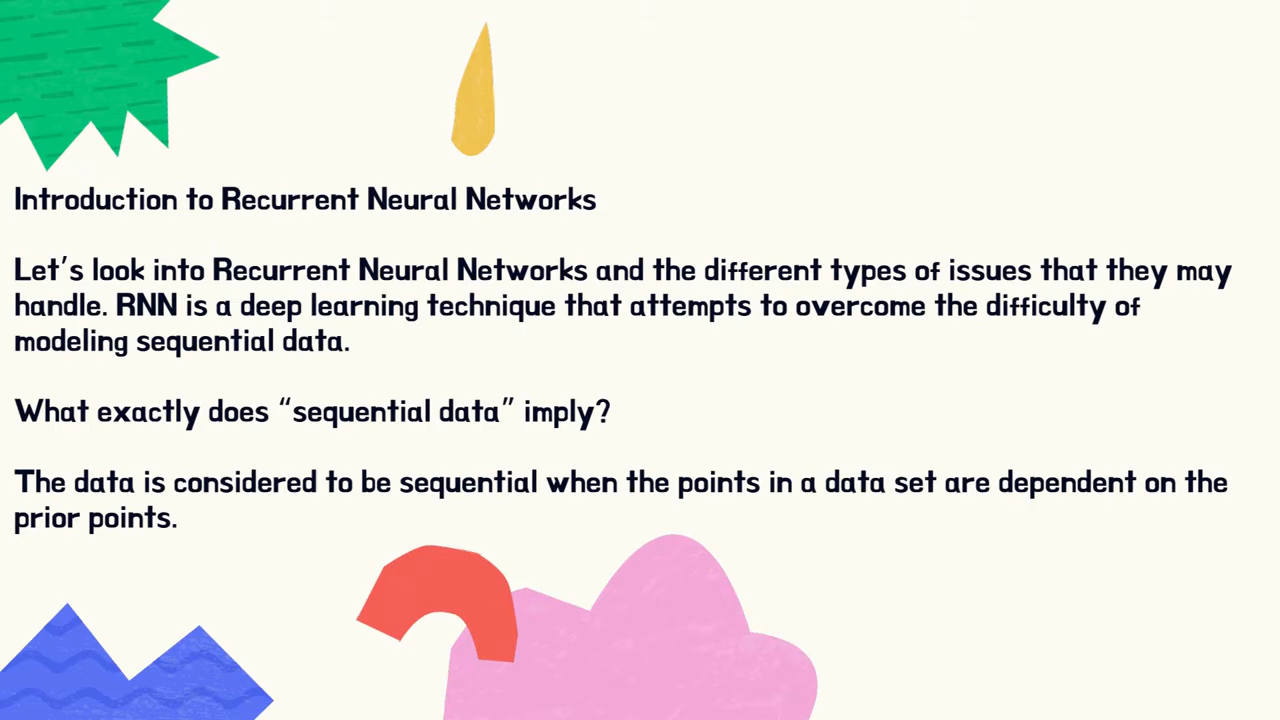 Introduction to Recurrent Neural Networks
Let's look into Recurrent Neural Networks and the different types of issues that they may
handle. RNN is a deep learning technique that attempts to overcome the difficulty of
modeling sequential data.
What exactly does “sequential data” imply?
The data is considered to be sequential when the points in a data set are dependent on the
prior points.